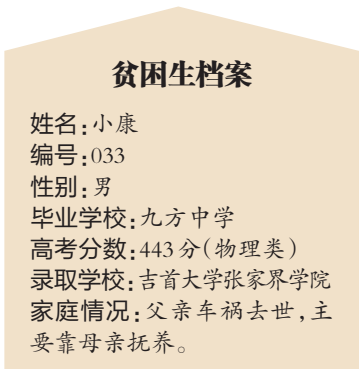 贫困生档案
姓名:小康
编号:033
性别:男
毕业学校:九方中学
高考分数:443分(物理类)
录取学校:吉首大学张家界学院
家庭情况:父亲车祸去世,主
要靠母亲抚养。